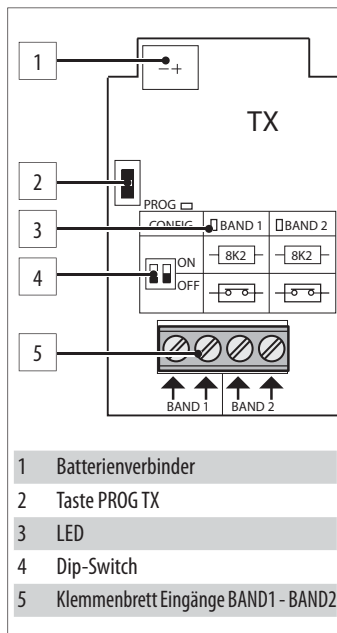 1
- +
TX
2
PROG
3
CONFIG BAND 1 BAND 2
8K2 8K2
4
ON
OFF
5
BAND 1 BAND 2
1 Batterienverbinder
2 Taste PROG TX
3 LED
4 Dip-Switch
5 Klemmenbrett Eingänge BAND1 - BAND2